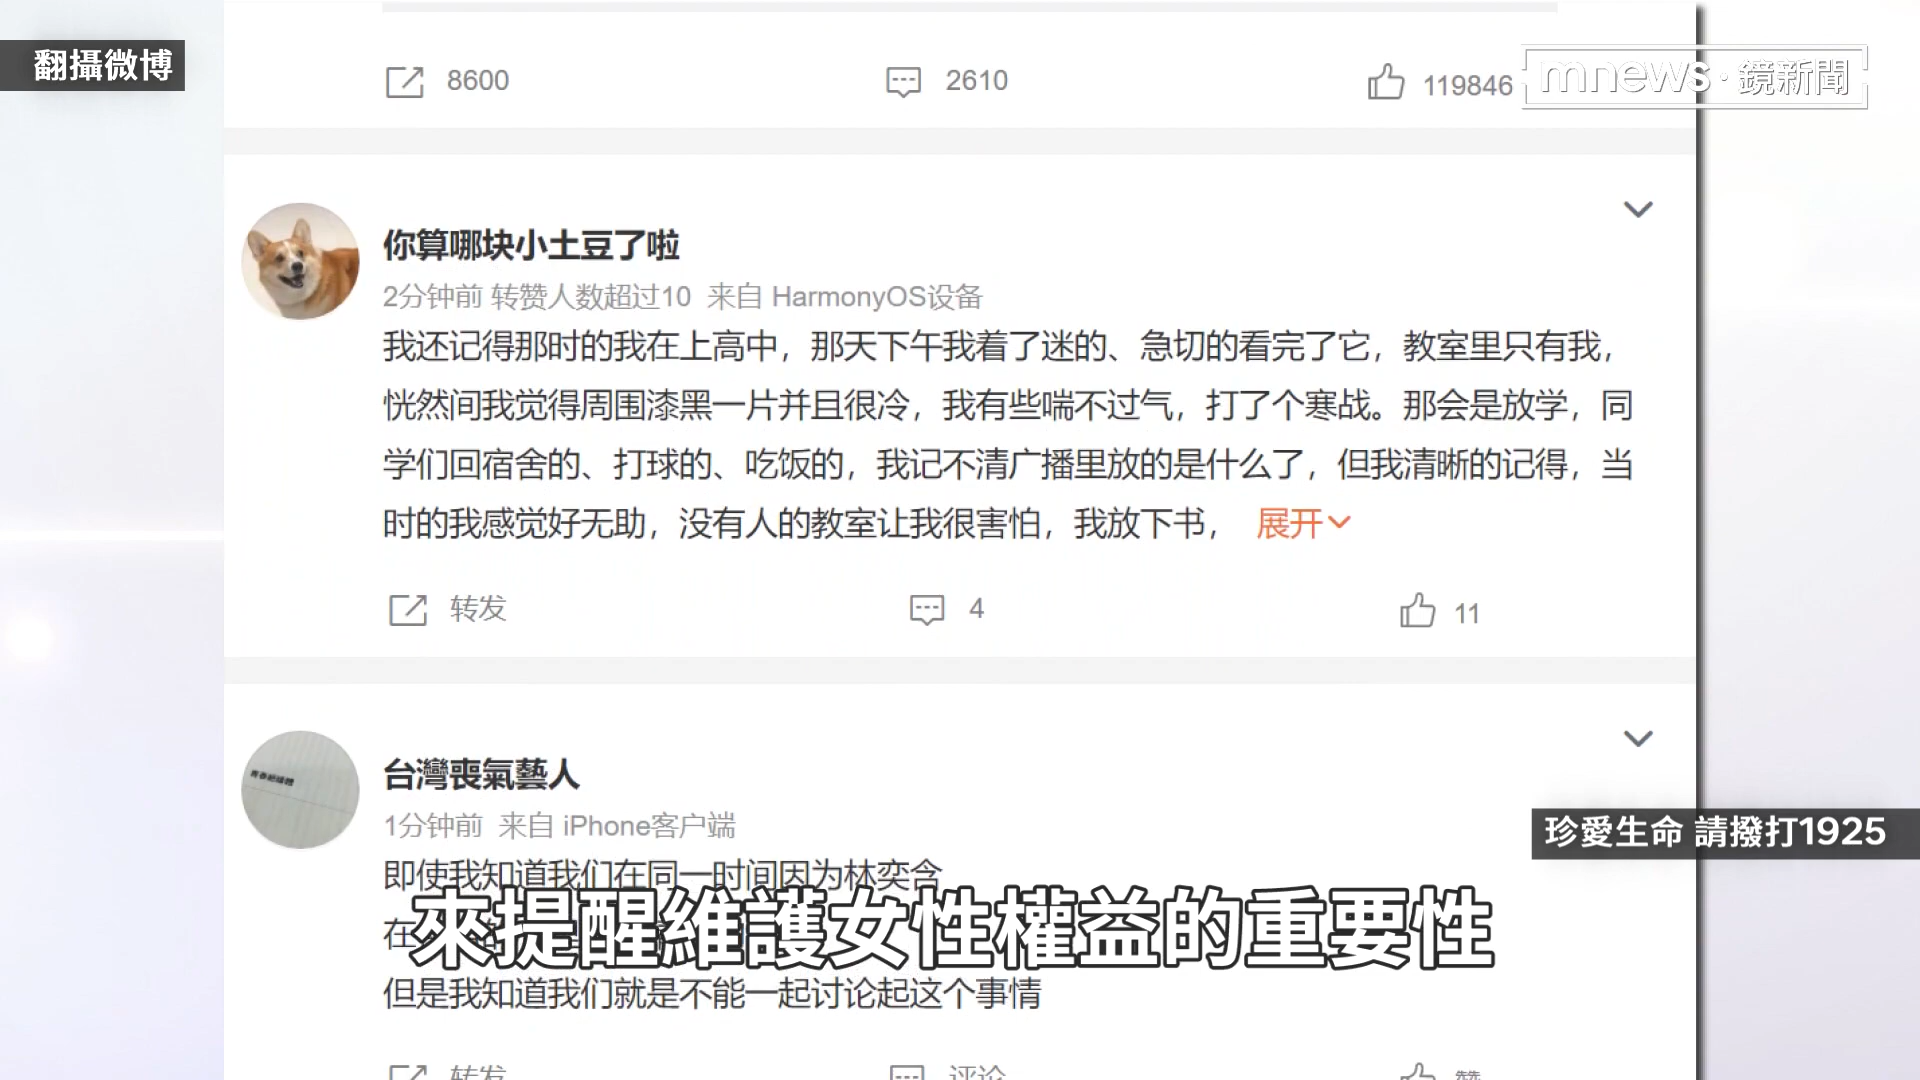 翻攝微博
8600
2610
119846
mnews·鏡新聞
你算哪块小土豆了啦
2分钟前 转赞人数超过10 来自 HarmonyOS设备
我还记得那时的我在上高中，那天下午我着了迷的、急切的看完了它，教室里只有我，
恍然间我觉得周围漆黑一片并且很冷，我有些喘不过气，打了个寒战。那会是放学，同
学们回宿舍的、打球的、吃饭的，我记不清广播里放的是什么了，但我清晰的记得，当
时的我感觉好无助，没有人的教室让我很害怕，我放下书， 展开
转发
4
11
台灣喪氣藝人
1分钟前 来自 iPhone客户端
即使我知道我们在同一时间因为林奕含
在
但是我知道我们就是不能一起讨论起这个事情
珍愛生命 請撥打1925
來提醒維護女性權益的重要性
转发
评论
赞